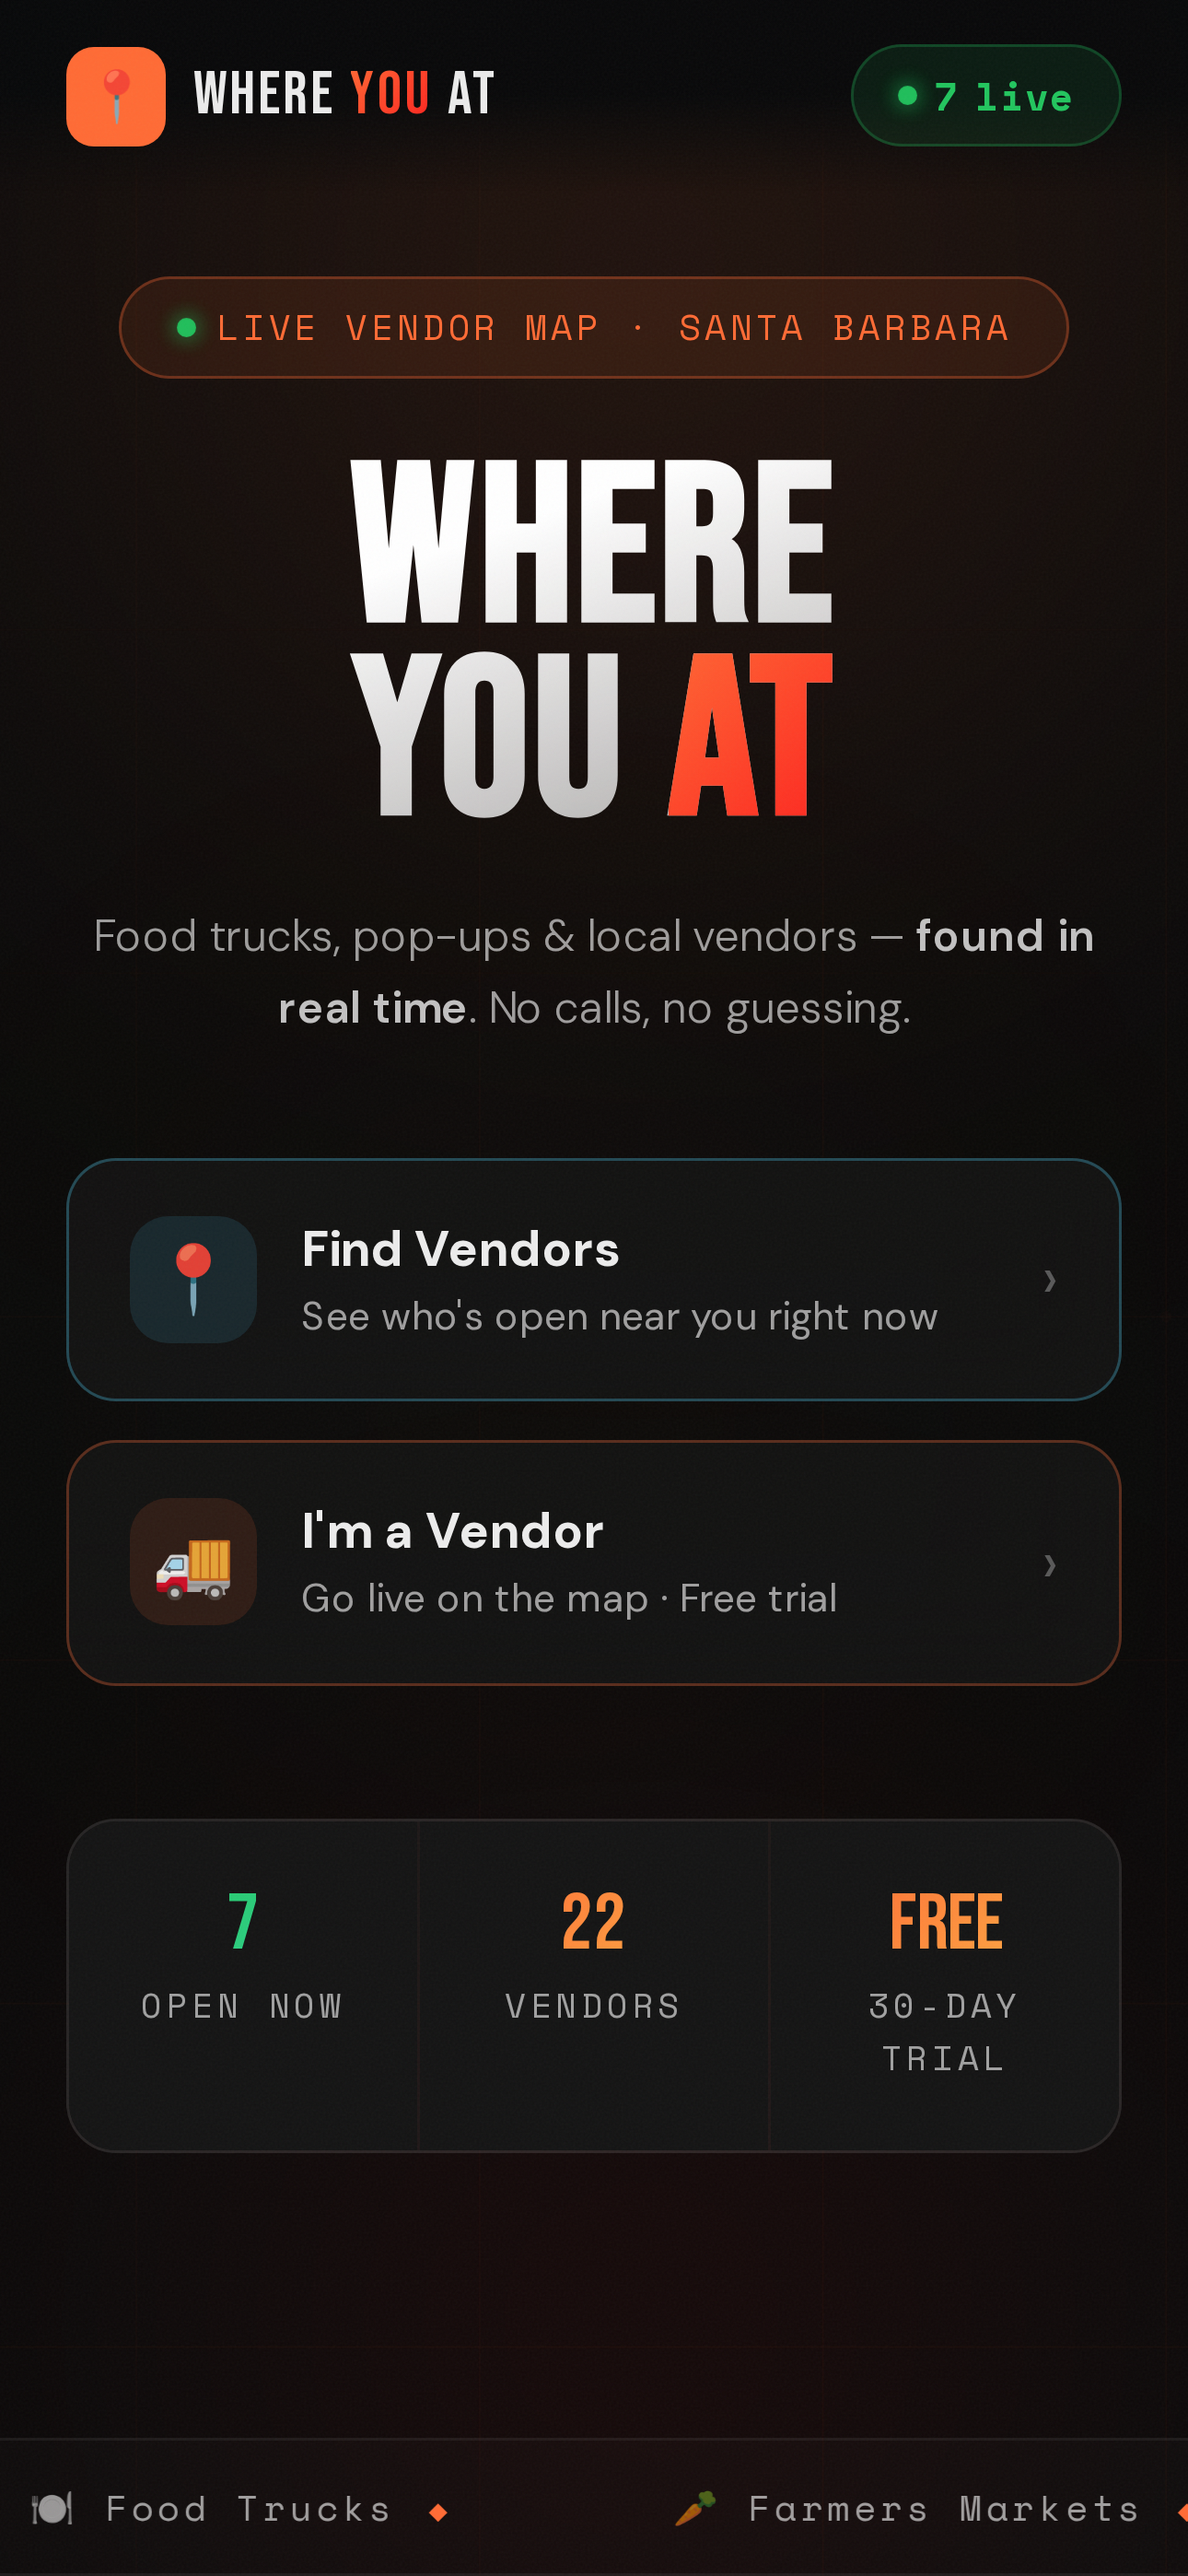 WHERE YOU AT
7 live
LIVE VENDOR MAP · SANTA BARBARA
WHERE
YOU AT
Food trucks, pop-ups & local vendors — found in
real time. No calls, no guessing.
Find Vendors
See who's open near you right now
I'm a Vendor
Go live on the map · Free trial
7
OPEN NOW
22
VENDORS
FREE
30-DAY
TRIAL
Food Trucks
Farmers Markets